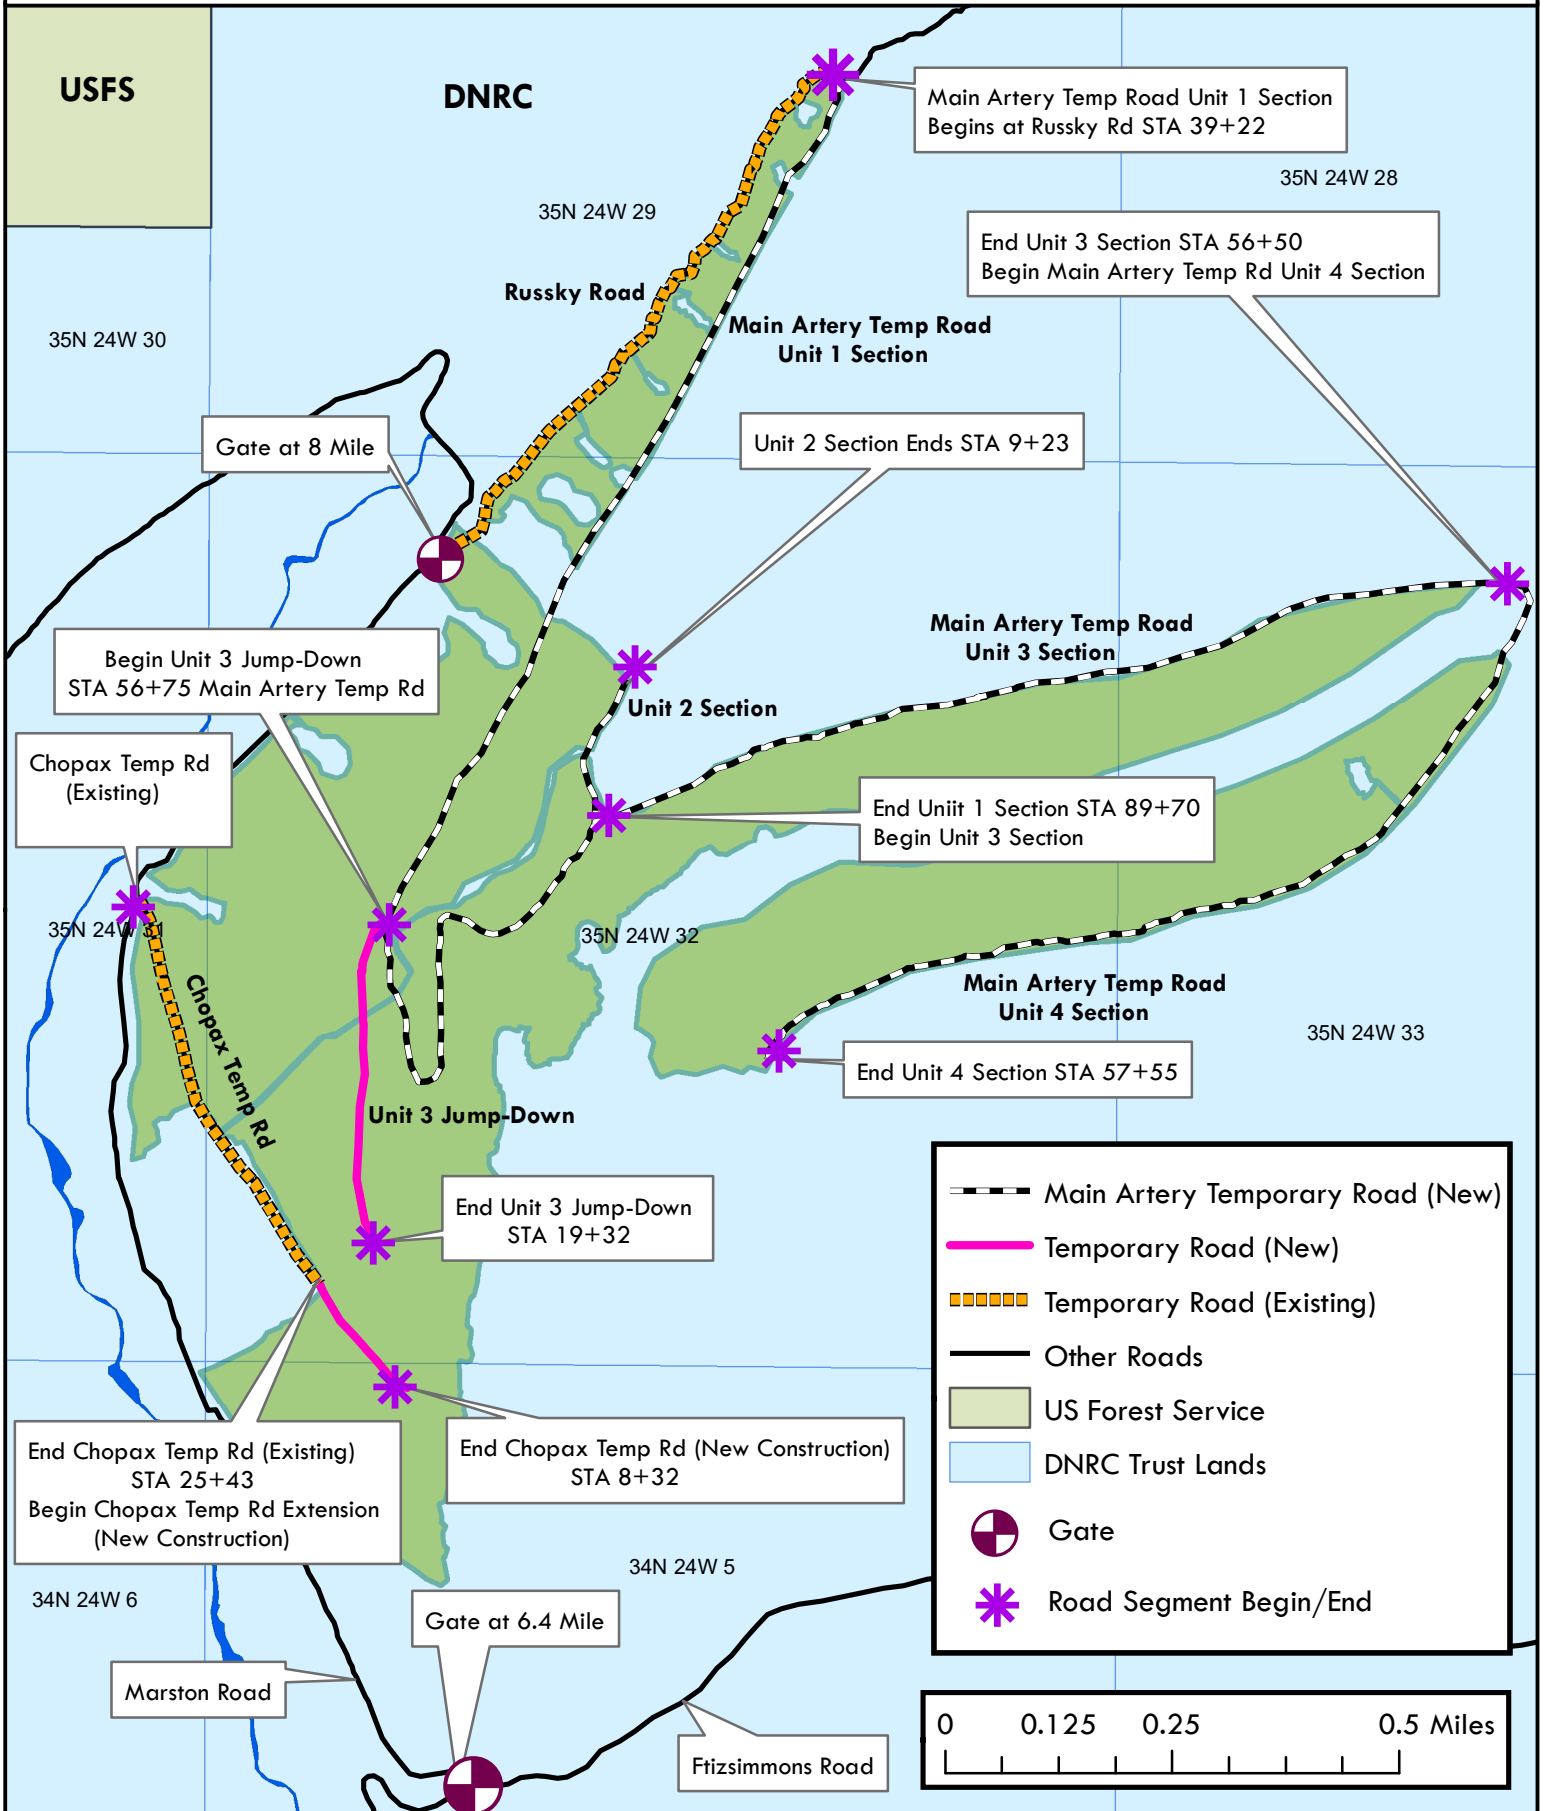 USFS
DNRC
Main Artery Temp Road Unit 1 Section
Begins at Russky Rd STA 39+22
35N 24W 28
35N 24W 29
End Unit 3 Section STA 56+50
Begin Main Artery Temp Rd Unit 4 Section
Russky Road
Main Artery Temp Road
Unit 1 Section
35N 24W 30
Gate at 8 Mile
Unit 2 Section Ends STA 9+23
Main Artery Temp Road
Unit 3 Section
Begin Unit 3 Jump-Down
STA 56+75 Main Artery Temp Rd
Unit 2 Section
Chopax Temp Rd
(Existing)
End Uniit 1 Section STA 89+70
Begin Unit 3 Section
35N 24W 31
35N 24W 32
Main Artery Temp Road
Unit 4 Section
Chopax Temp Rd
35N 24W 33
End Unit 4 Section STA 57+55
Unit 3 Jump-Down
End Unit 3 Jump-Down
STA 19+32
End Chopax Temp Rd (Existing)
STA 25+43
Begin Chopax Temp Rd Extension
(New Construction)
End Chopax Temp Rd (New Construction)
STA 8+32
34N 24W 5
34N 24W 6
Gate at 6.4 Mile
Marston Road
Ftizsimmons Road
Main Artery Temporary Road (New)
Temporary Road (New)
Temporary Road (Existing)
Other Roads
US Forest Service
DNRC Trust Lands
Gate
Road Segment Begin/End
0 0.125 0.25 0.5 Miles